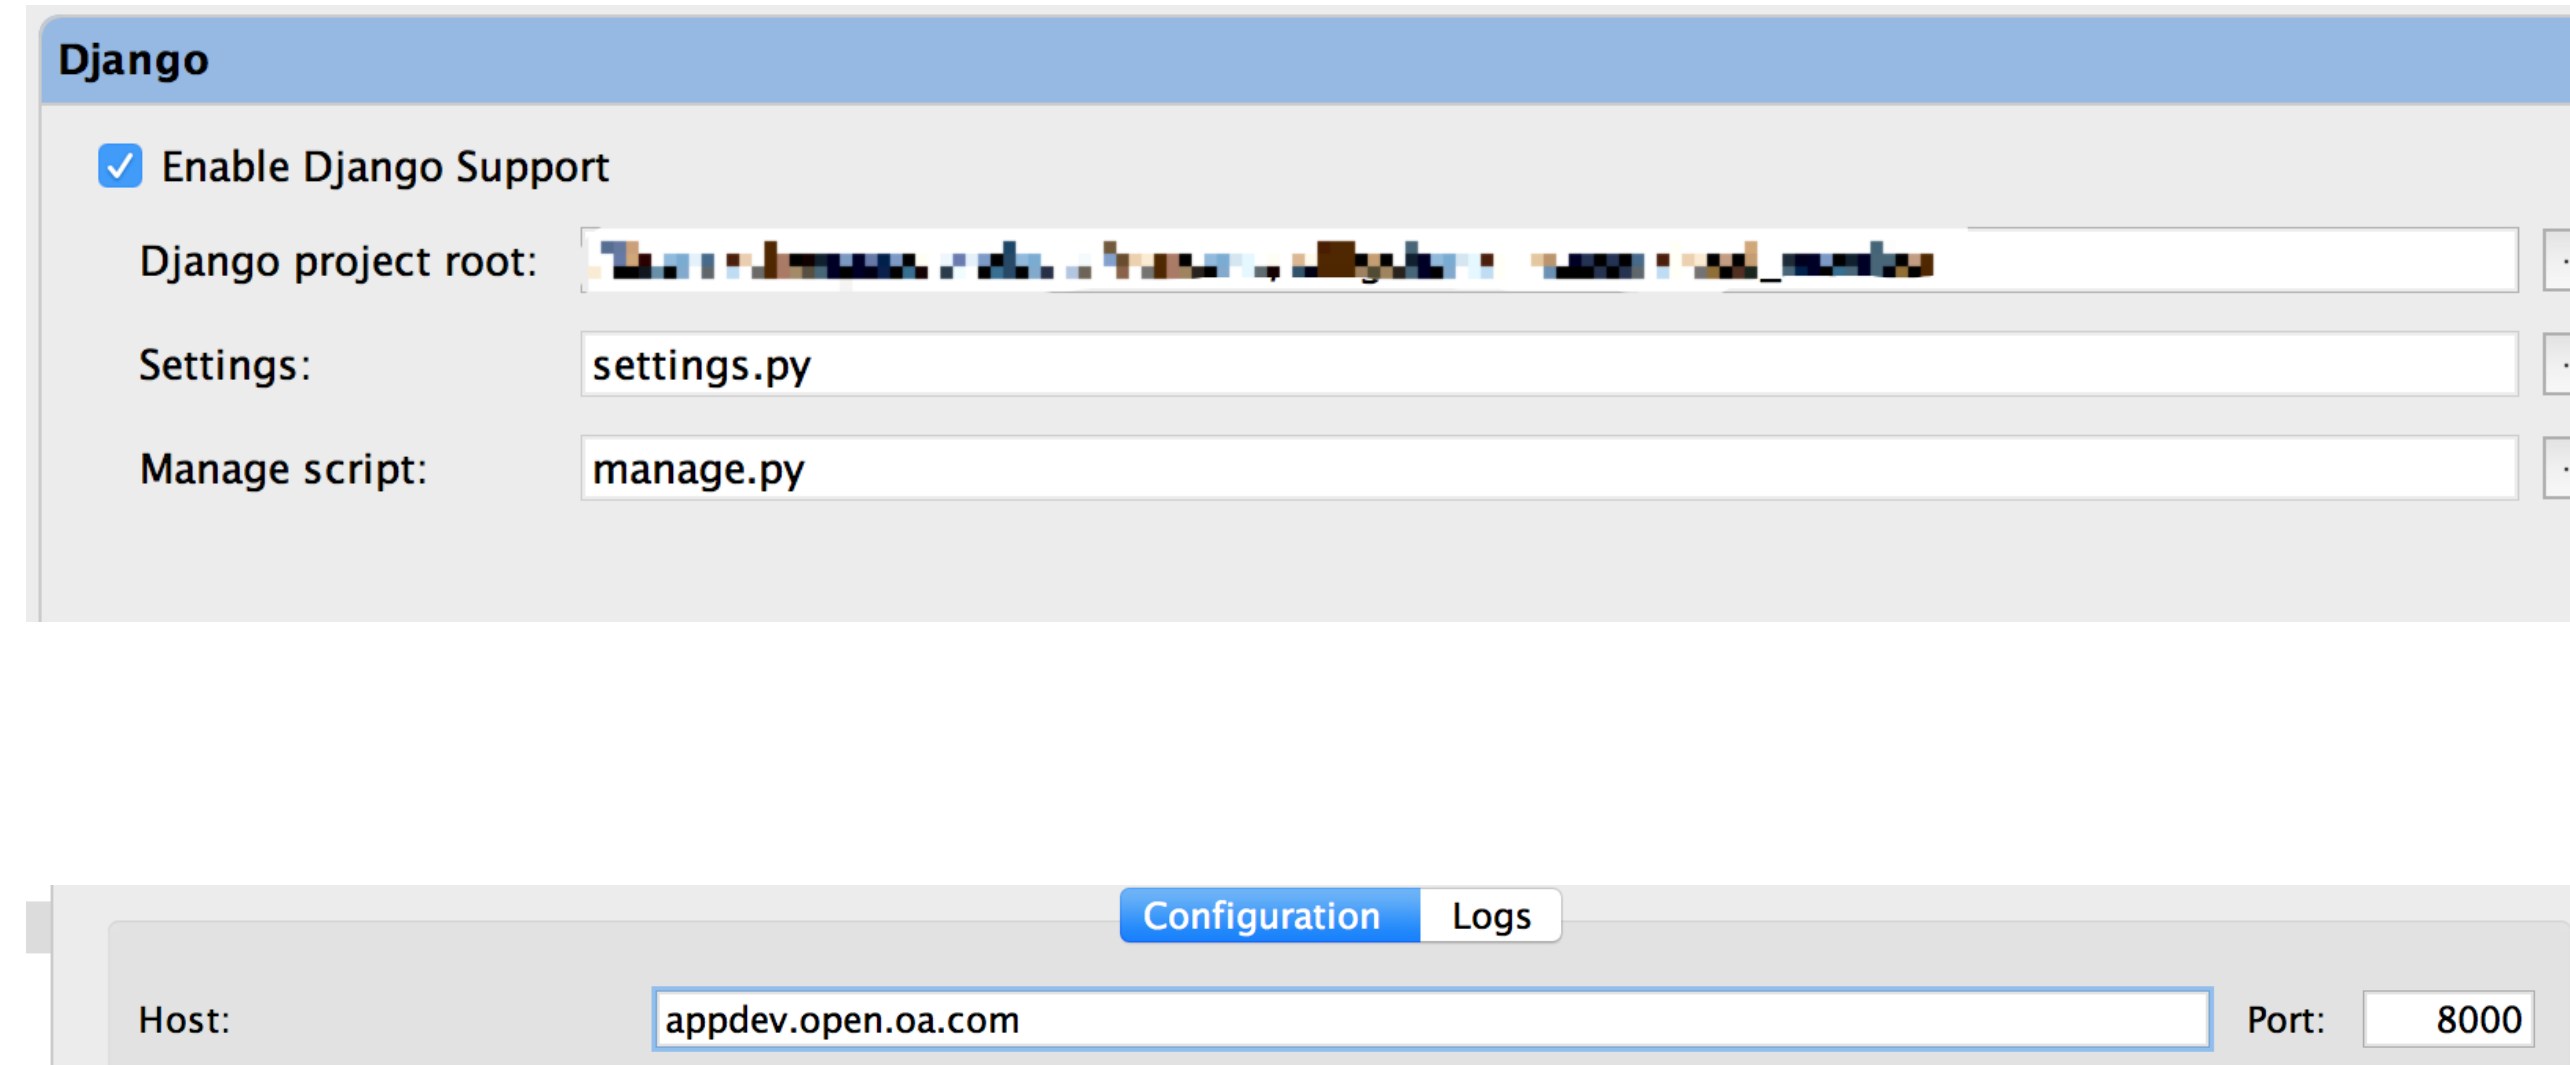 Django
Enable Django Support
Django project root:
Settings: settings.py
Manage script: manage.py
Configuration Logs
Host: appdev.open.oa.com Port: 8000